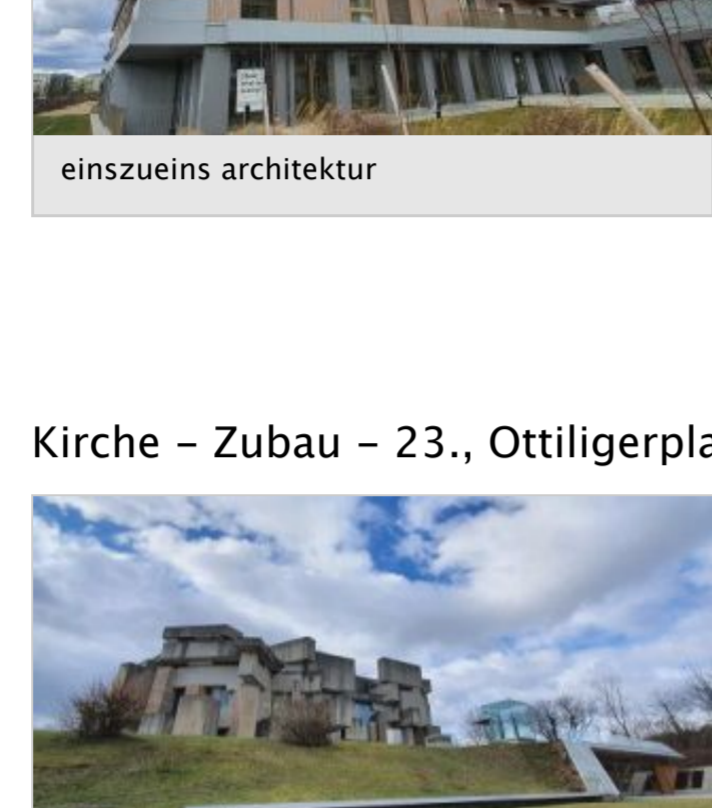 einszueins architektur
Kirche – Zubau – 23., Ottiligerpla